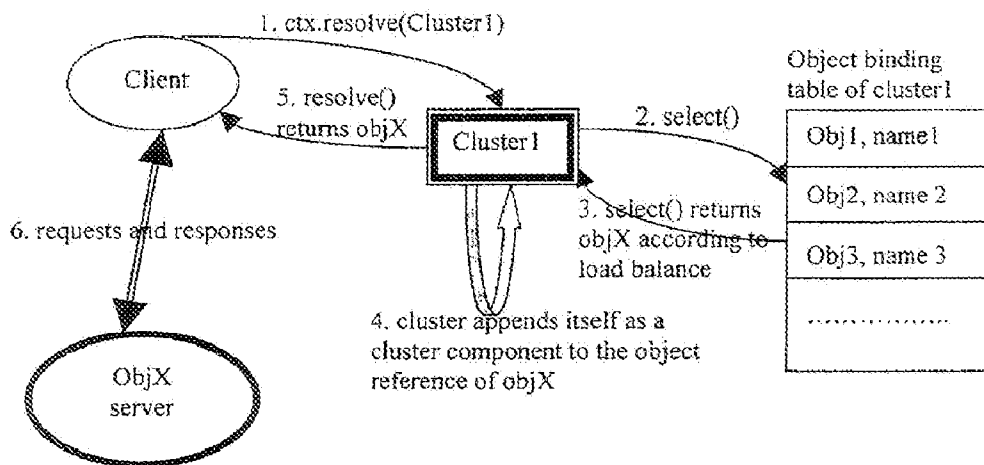 1. ctx.resolve(Cluster1)
Client
5. resolve()
returns objX
Cluster1
2. select()
Object binding
table of cluster1
Obj1, name1
Obj2, name 2
Obj3, name 3
..................
3. select() returns
objX according to
load balance
4. cluster appends itself as a
cluster component to the object
reference of objX
6. requests and responses
ObjX
server